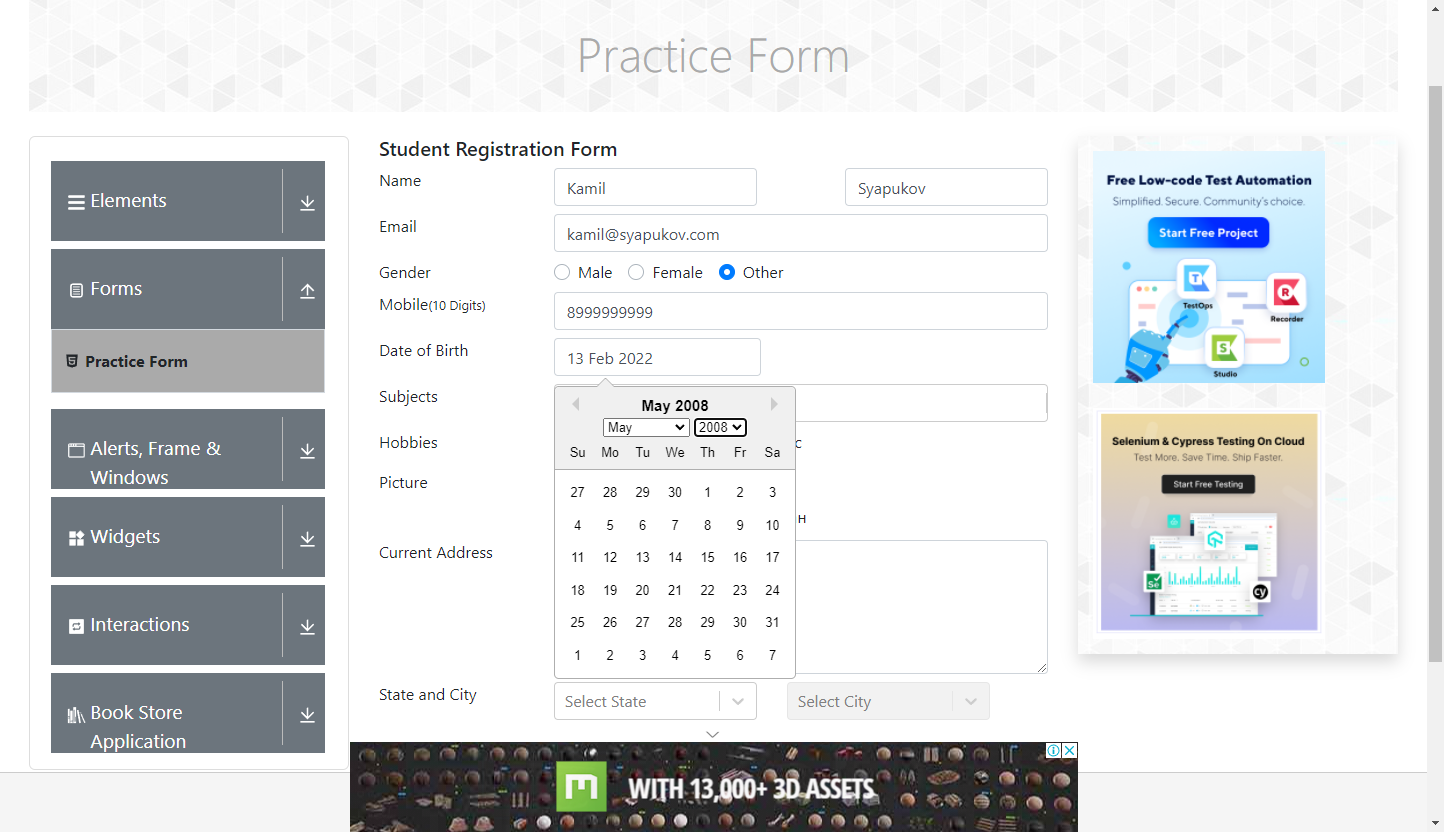 Practice Form
Elements
Forms
Practice Form
Alerts, Frame &
Windows
Widgets
Interactions
Book Store
Application
Student Registration Form
Name
Kamil
Syapukov
Email
kamil@syapukov.com
Gender
Male
Female
Other
Mobile(10 Digits)
8999999999
Date of Birth
13 Feb 2022
Subjects
May 2008
May
2008
Su Mo Tu We Th Fr Sa
27 28 29 30 1 2 3
4 5 6 7 8 9 10
11 12 13 14 15 16 17
18 19 20 21 22 23 24
25 26 27 28 29 30 31
1 2 3 4 5 6 7
Hobbies
c
Picture
н
Current Address
State and City
Select State
Select City
Free Low-code Test Automation
Simplified. Secure. Community's choice.
Start Free Project
TestOps
Recorder
Studio
Selenium & Cypress Testing On Cloud
Test More. Save Time. Ship Faster.
Start Free Testing
Se
cy
WITH 13,000+ 3D ASSETS